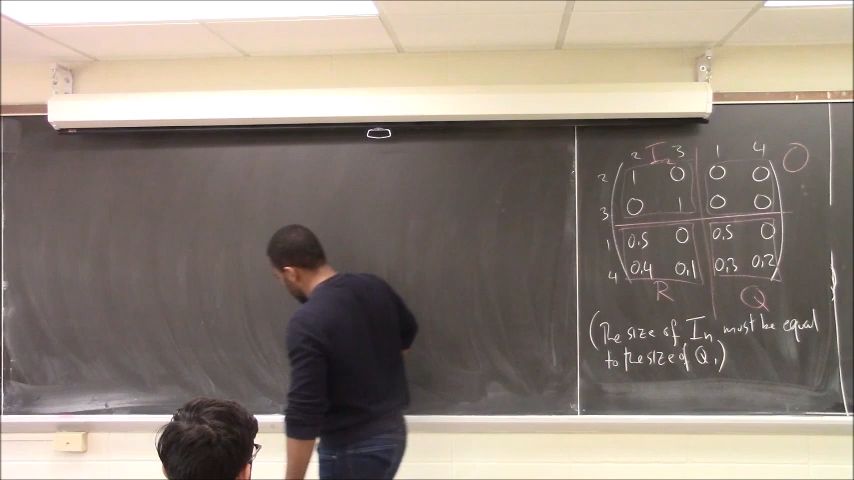 2 I₂ 3 1 4 O
2 1 0 0 0
3 0 1 0 0
1 0,5 0 0,5 0
4 0,4 0,1 0,3 0,2
R Q
(The size of In must be equal
to the size of Q,)